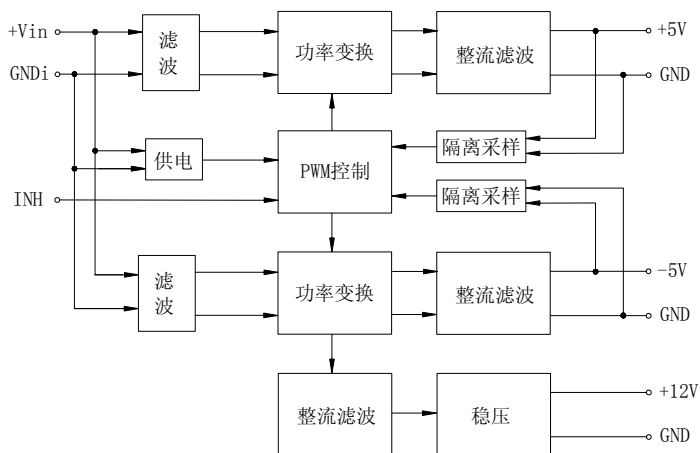 +Vin
滤波
功率变换
整流滤波
+5V
GNDi
GND
供电
PWM控制
隔离采样
隔离采样
INH
滤波
功率变换
整流滤波
-5V
GND
整流滤波
稳压
+12V
GND